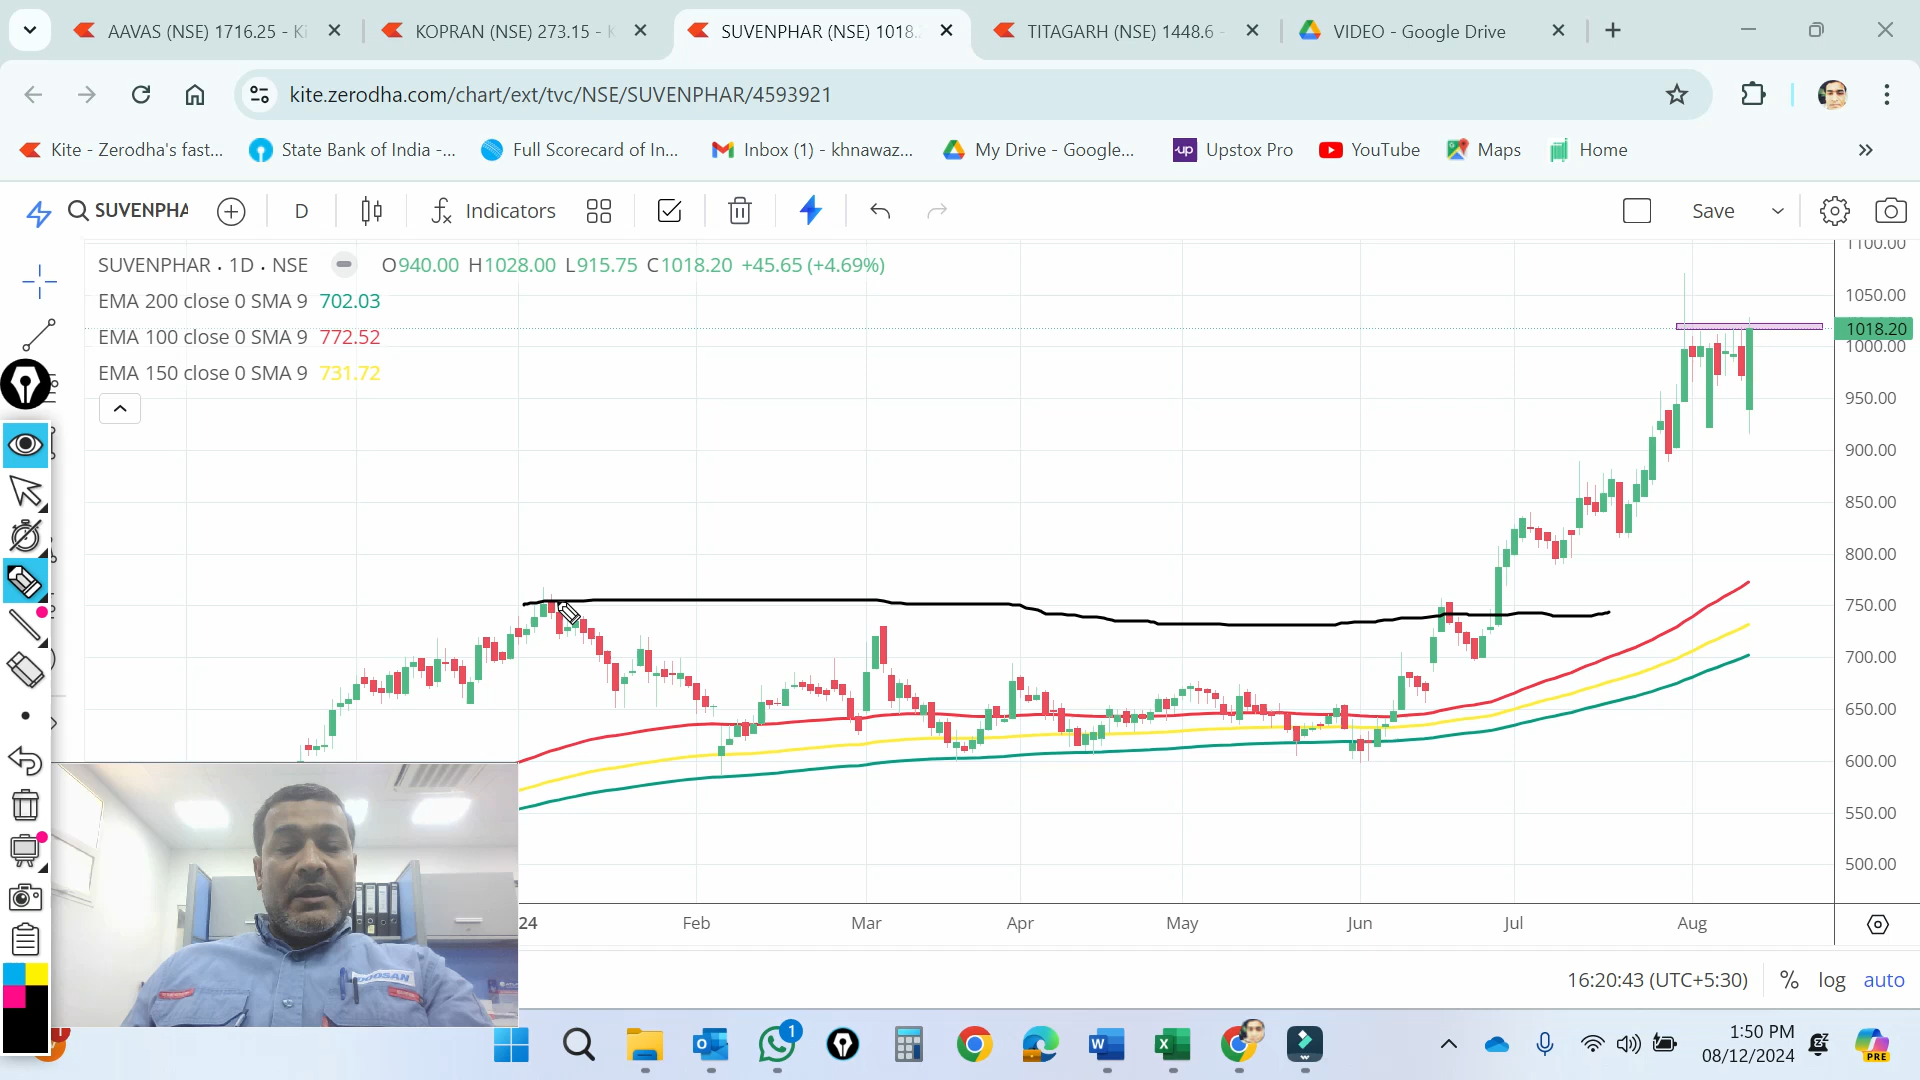 AAVAS (NSE) 1716.25 - Ki
KOPRAN (NSE) 273.15 - K
SUVENPHAR (NSE) 1018.
TITAGARH (NSE) 1448.6 -
VIDEO - Google Drive
kite.zerodha.com/chart/ext/tvc/NSE/SUVENPHAR/4593921
Kite - Zerodha's fast...
State Bank of India -...
Full Scorecard of In...
Inbox (1) - khnawaz...
My Drive - Google...
up
Upstox Pro
YouTube
Maps
Home
SUVENPHA
D
Indicators
Save
SUVENPHAR · 1D · NSE O940.00 H1028.00 L915.75 C1018.20 +45.65 (+4.69%)
EMA 200 close 0 SMA 9 702.03
EMA 100 close 0 SMA 9 772.52
EMA 150 close 0 SMA 9 731.72
1100.00
1050.00
1018.20
1000.00
950.00
900.00
850.00
800.00
750.00
700.00
650.00
600.00
550.00
500.00
24 Feb Mar Apr May Jun Jul Aug
16:20:43 (UTC+5:30) % log auto
DOOSAN
1
1:50 PM
08/12/2024
PRE